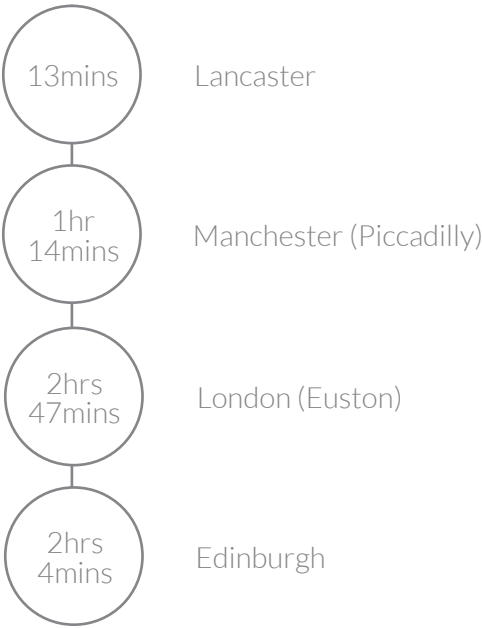 13mins
Lancaster
1hr
14mins
Manchester (Piccadilly)
2hrs
47mins
London (Euston)
2hrs
4mins
Edinburgh